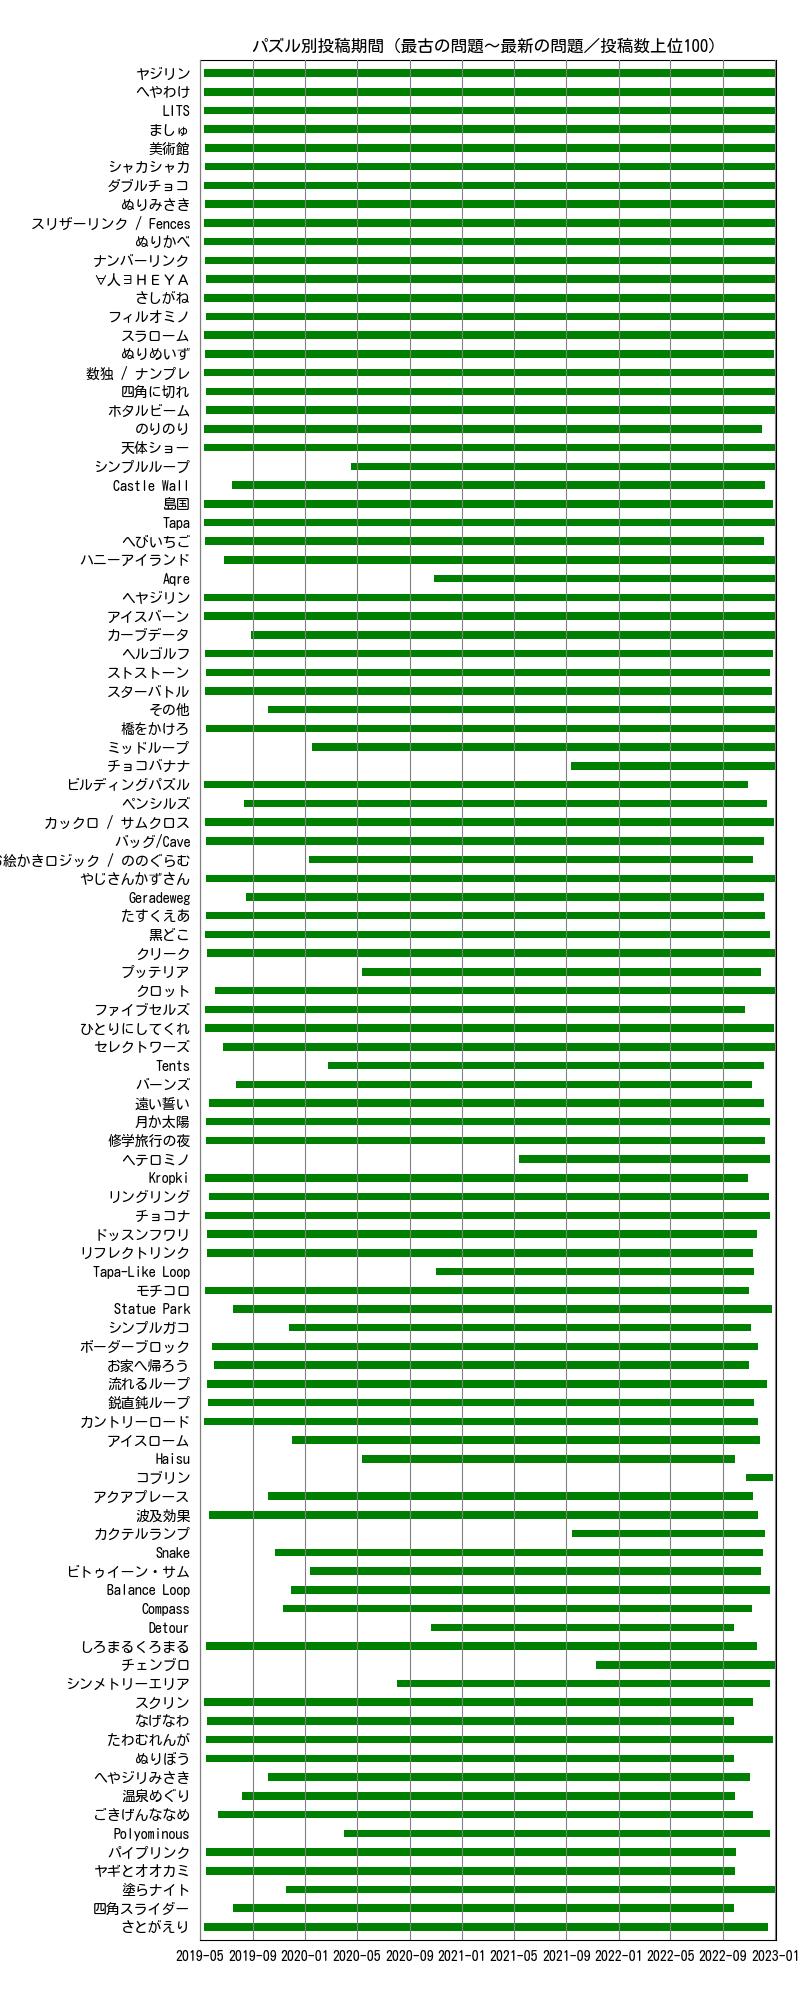 パズル別投稿期間（最古の問題～最新の問題／投稿数上位100）
ヤジリン
へやわけ
LITS
ましゅ
美術館
シャカシャカ
ダブルチョコ
ぬりみさき
スリザーリンク / Fences
ぬりかべ
ナンバーリンク
∀人∃ＨＥＹＡ
さしがね
フィルオミノ
スラローム
ぬりめいず
数独 / ナンプレ
四角に切れ
ホタルビーム
のりのり
天体ショー
シンプルループ
Castle Wall
島国
Tapa
へびいちご
ハニーアイランド
Aqre
ヘヤジリン
アイスバーン
カーブデータ
ヘルゴルフ
ストストーン
スターバトル
その他
橋をかけろ
ミッドループ
チョコバナナ
ビルディングパズル
ペンシルズ
カックロ / サムクロス
バッグ/Cave
絵かきロジック / ののぐらむ
やじさんかずさん
Geradeweg
たすくえあ
黒どこ
クリーク
プッテリア
クロット
ファイブセルズ
ひとりにしてくれ
セレクトワーズ
Tents
バーンズ
遠い誓い
月か太陽
修学旅行の夜
ヘテロミノ
Kropki
リングリング
チョコナ
ドッスンフワリ
リフレクトリンク
Tapa-Like Loop
モチコロ
Statue Park
シンプルガコ
ボーダーブロック
お家へ帰ろう
流れるループ
鋭直鈍ループ
カントリーロード
アイスローム
Haisu
コブリン
アクアプレース
波及効果
カクテルランプ
Snake
ビトゥイーン・サム
Balance Loop
Compass
Detour
しろまるくろまる
チェンブロ
シンメトリーエリア
スクリン
なげなわ
たわむれんが
ぬりぼう
へやジリみさき
温泉めぐり
ごきげんななめ
Polyominous
パイプリンク
ヤギとオオカミ
塗らナイト
四角スライダー
さとがえり
2019-05 2019-09 2020-01 2020-05 2020-09 2021-01 2021-05 2021-09 2022-01 2022-05 2022-09 2023-01